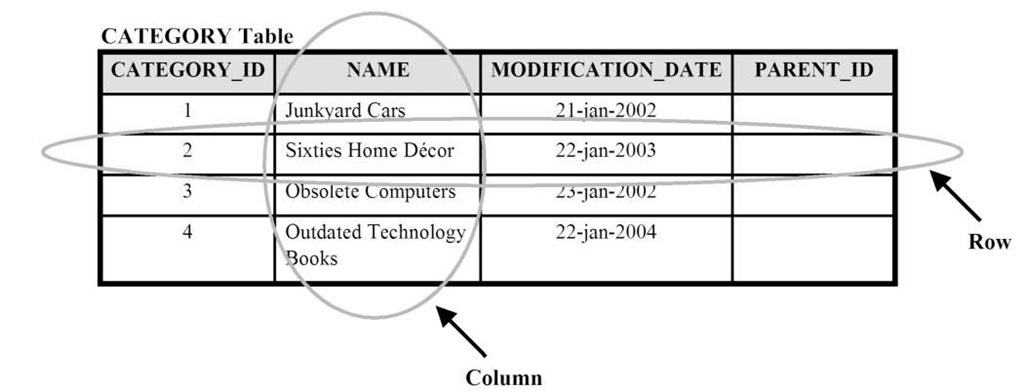 CATEGORY Table
CATEGORY_ID NAME MODIFICATION_DATE PARENT_ID
1 Junkyard Cars 21-jan-2002
2 Sixties Home Décor 22-jan-2003
3 Obsolete Computers 23-jan-2002
4 Outdated Technology 22-jan-2004
Books
Row
Column